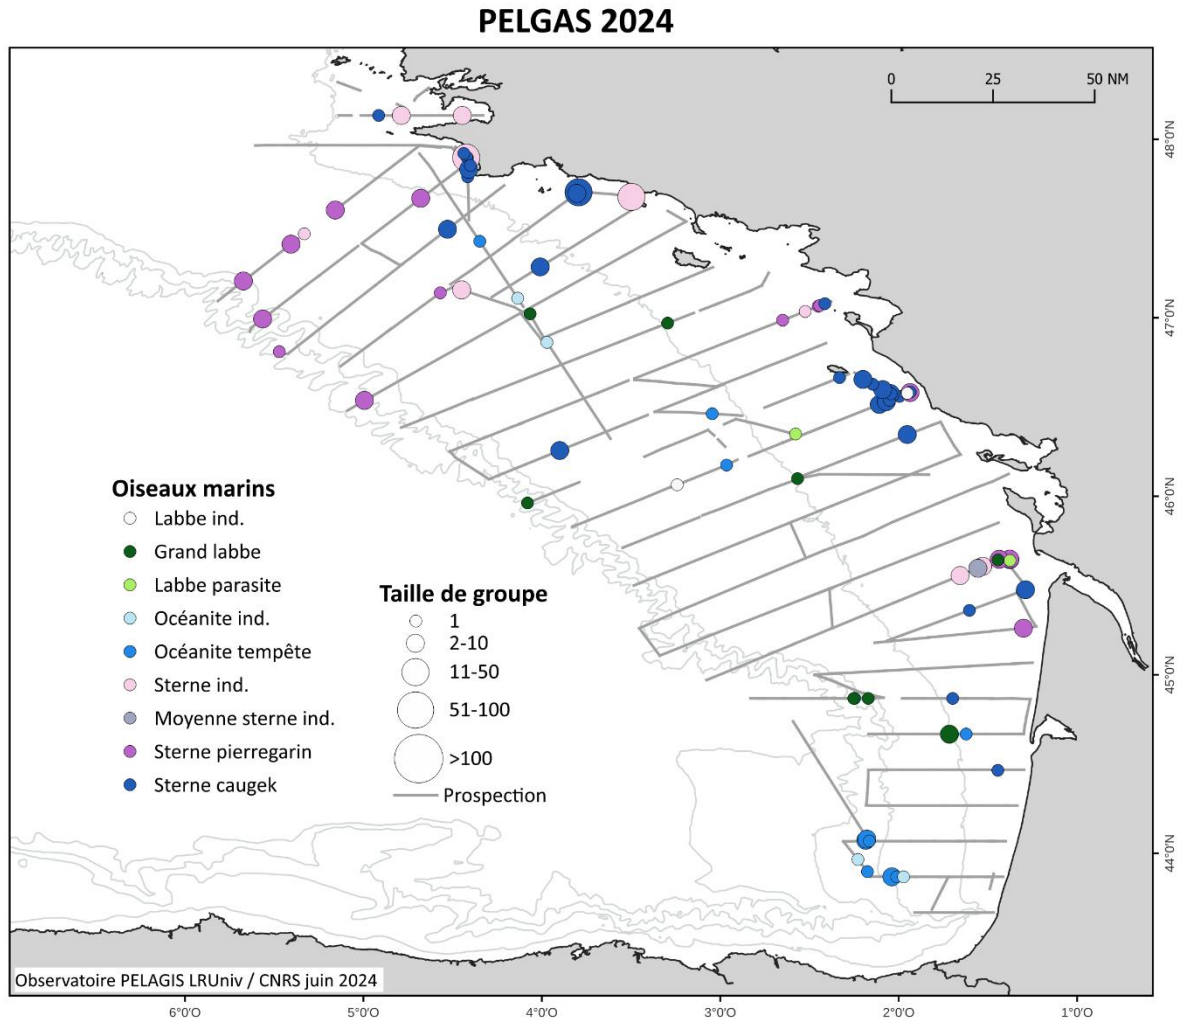 PELGAS 2024
0 25 50 NM
48°0'N
47°0'N
46°0'N
45°0'N
44°0'N
Oiseaux marins
Labbe ind.
Grand labbe
Labbe parasite
Océanite ind.
Océanite tempête
Sterne ind.
Moyenne sterne ind.
Sterne pierregarin
Sterne caugek
Taille de groupe
1
2-10
11-50
51-100
>100
Prospection
Observatoire PELAGIS LRUniv / CNRS juin 2024
6°0'O 5°0'O 4°0'O 3°0'O 2°0'O 1°0'O